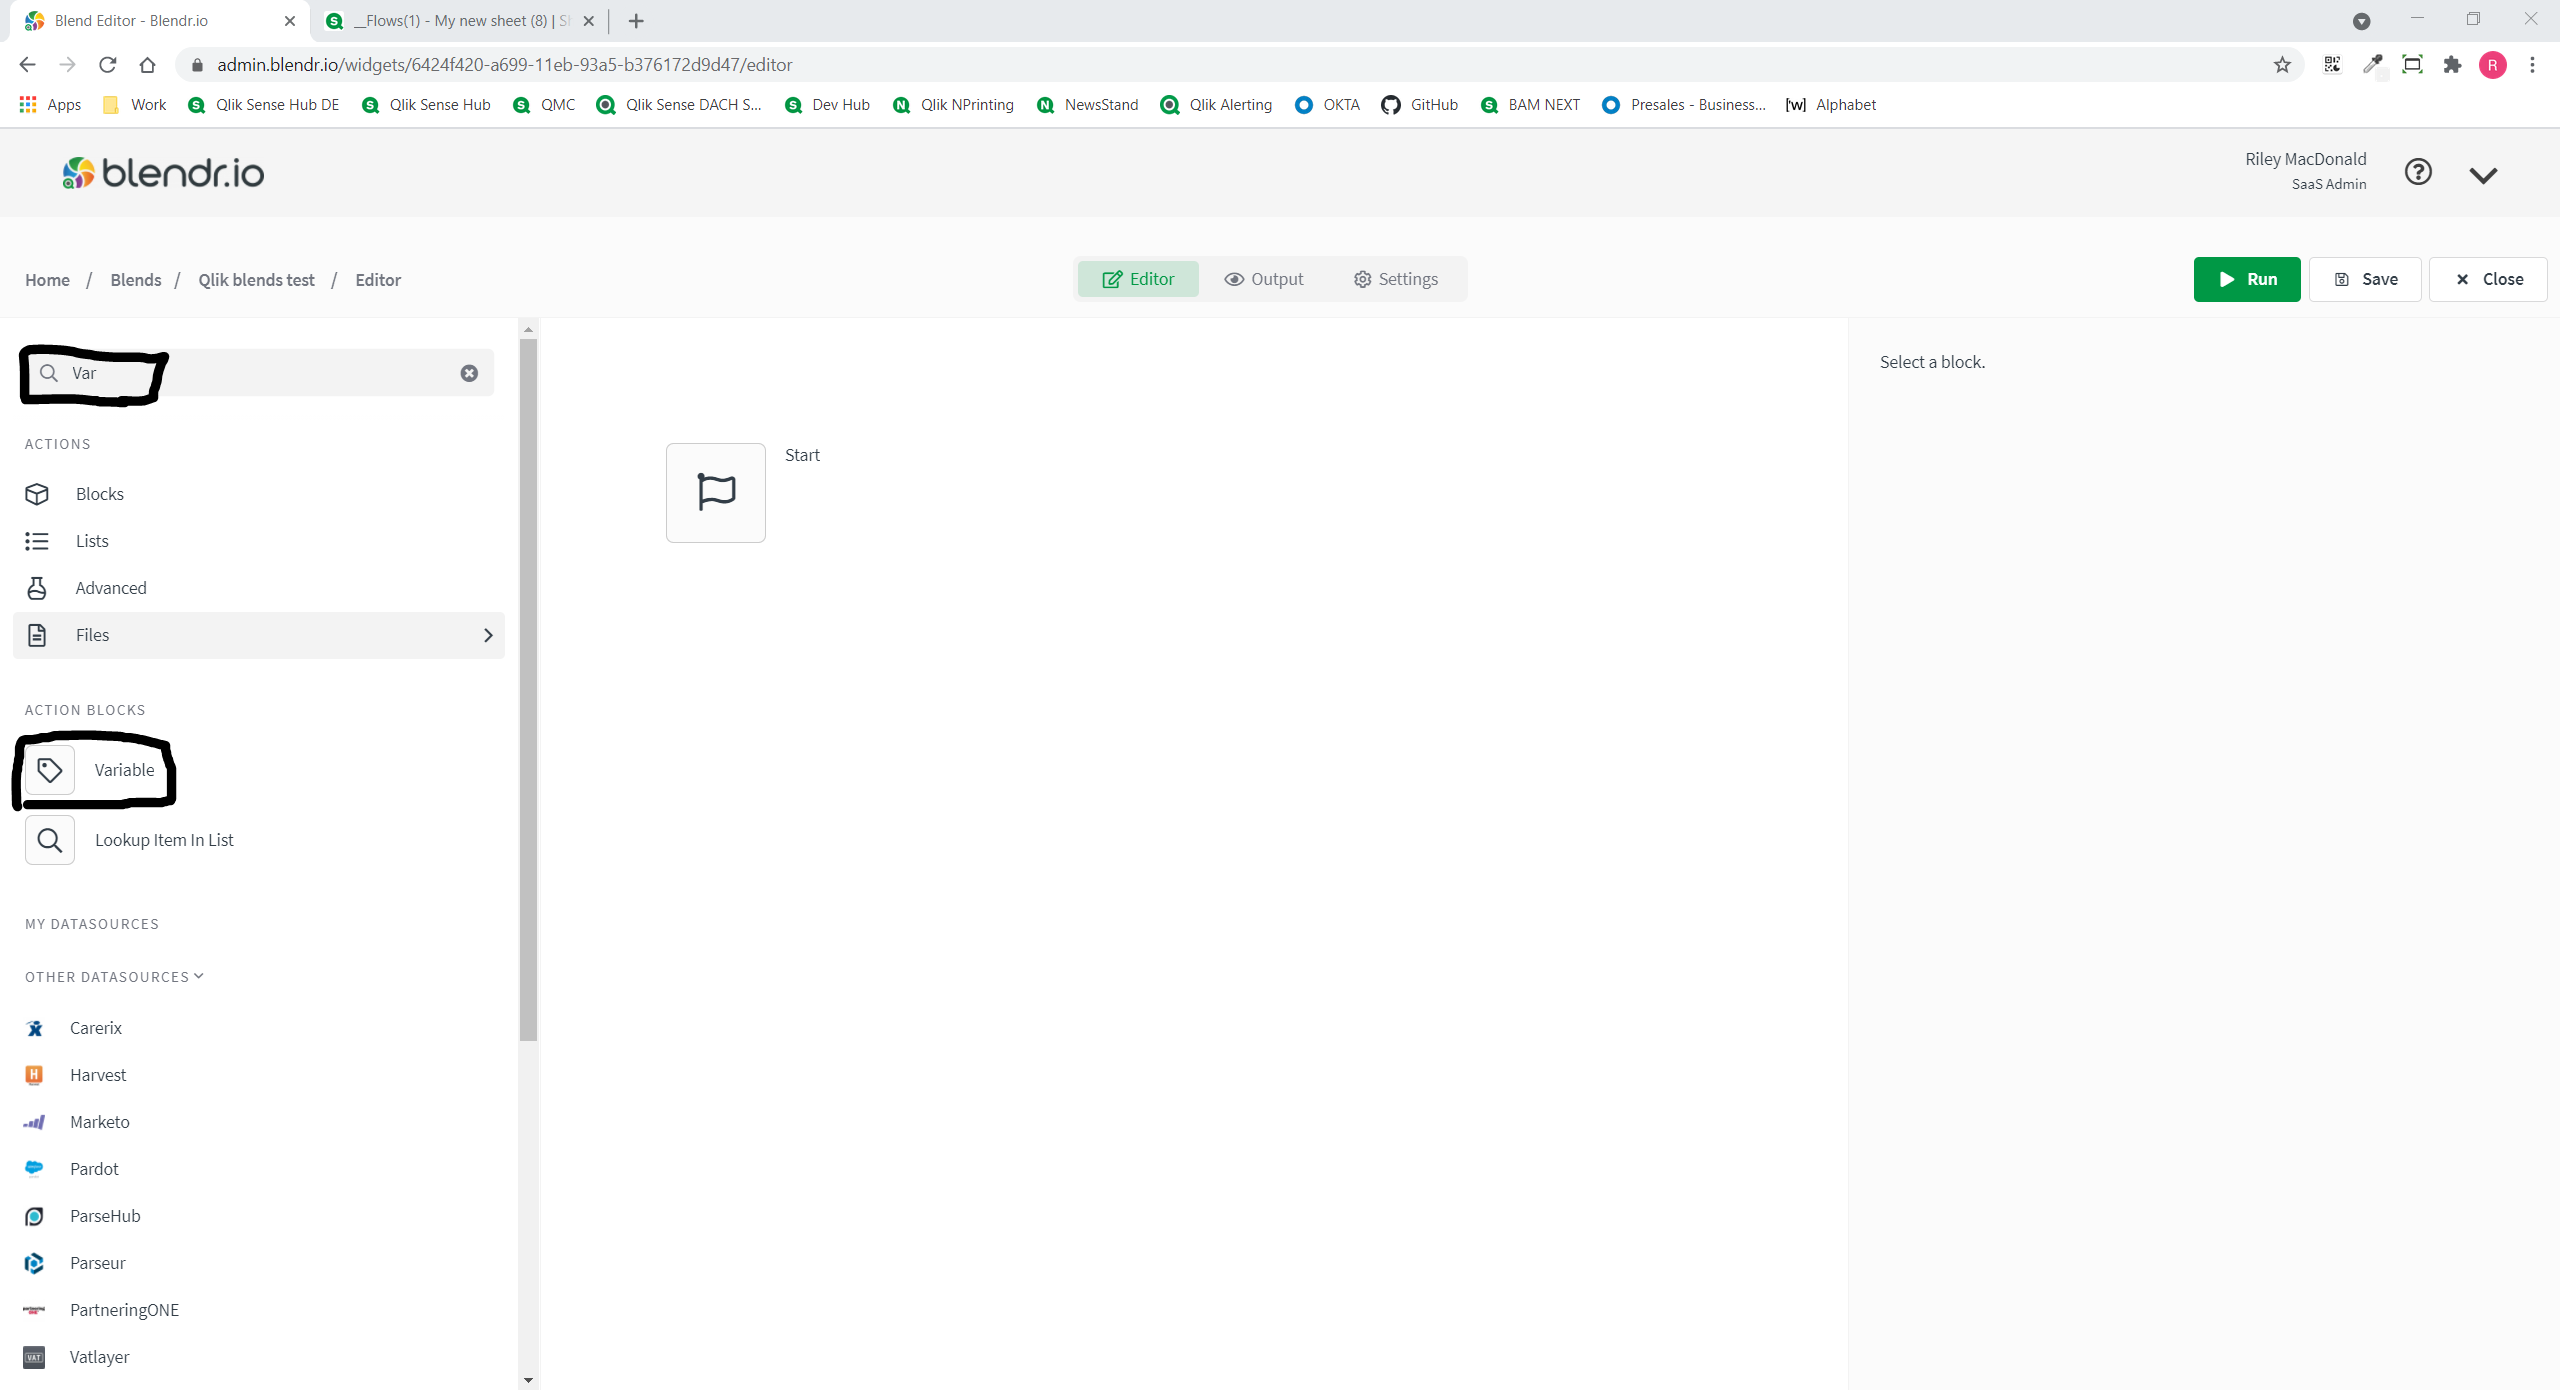 Blend Editor - Blendr.io
__Flows(1) - My new sheet (8) | S
admin.blendr.io/widgets/6424f420-a699-11eb-93a5-b376172d9d47/editor
R
Apps Work Qlik Sense Hub DE Qlik Sense Hub QMC Qlik Sense DACH S... Dev Hub Qlik NPrinting NewsStand Qlik Alerting OKTA GitHub BAM NEXT Presales - Business... [w] Alphabet
blendr.io
Riley MacDonald
SaaS Admin
Home / Blends / Qlik blends test / Editor
Editor Output Settings
Run Save Close
Var
Select a block.
ACTIONS
Start
Blocks
Lists
Advanced
Files
ACTION BLOCKS
Variable
Lookup Item In List
MY DATASOURCES
OTHER DATASOURCES
Carerix
H Harvest
Marketo
Pardot
ParseHub
Parseur
PartneringONE
VAT Vatlayer